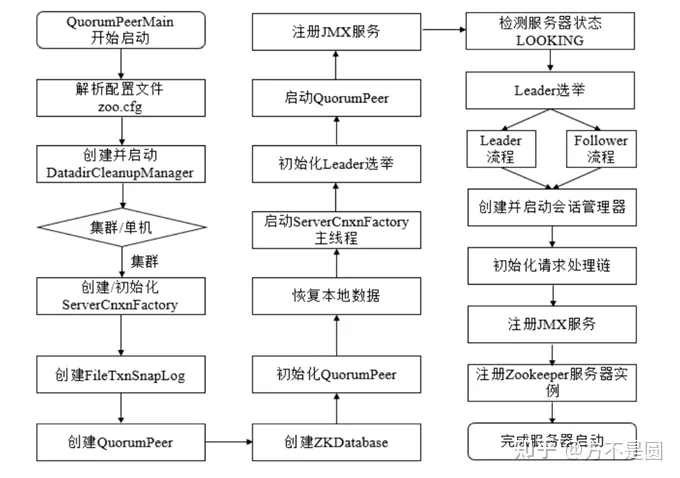 QuorumPeerMain
开始启动
解析配置文件
zoo.cfg
创建并启动
DatadirCleanupManager
集群/单机
集群
创建/初始化
ServerCnxnFactory
创建FileTxnSnapLog
创建QuorumPeer
注册JMX服务
启动QuorumPeer
初始化Leader选举
启动ServerCnxnFactory
主线程
恢复本地数据
初始化QuorumPeer
创建ZKDatabase
检测服务器状态
LOOKING
Leader选举
Leader
流程
Follower
流程
创建并启动会话管理器
初始化请求处理链
注册JMX服务
注册Zookeeper服务器实
例
完成服务器启动
知乎 @方不是圆